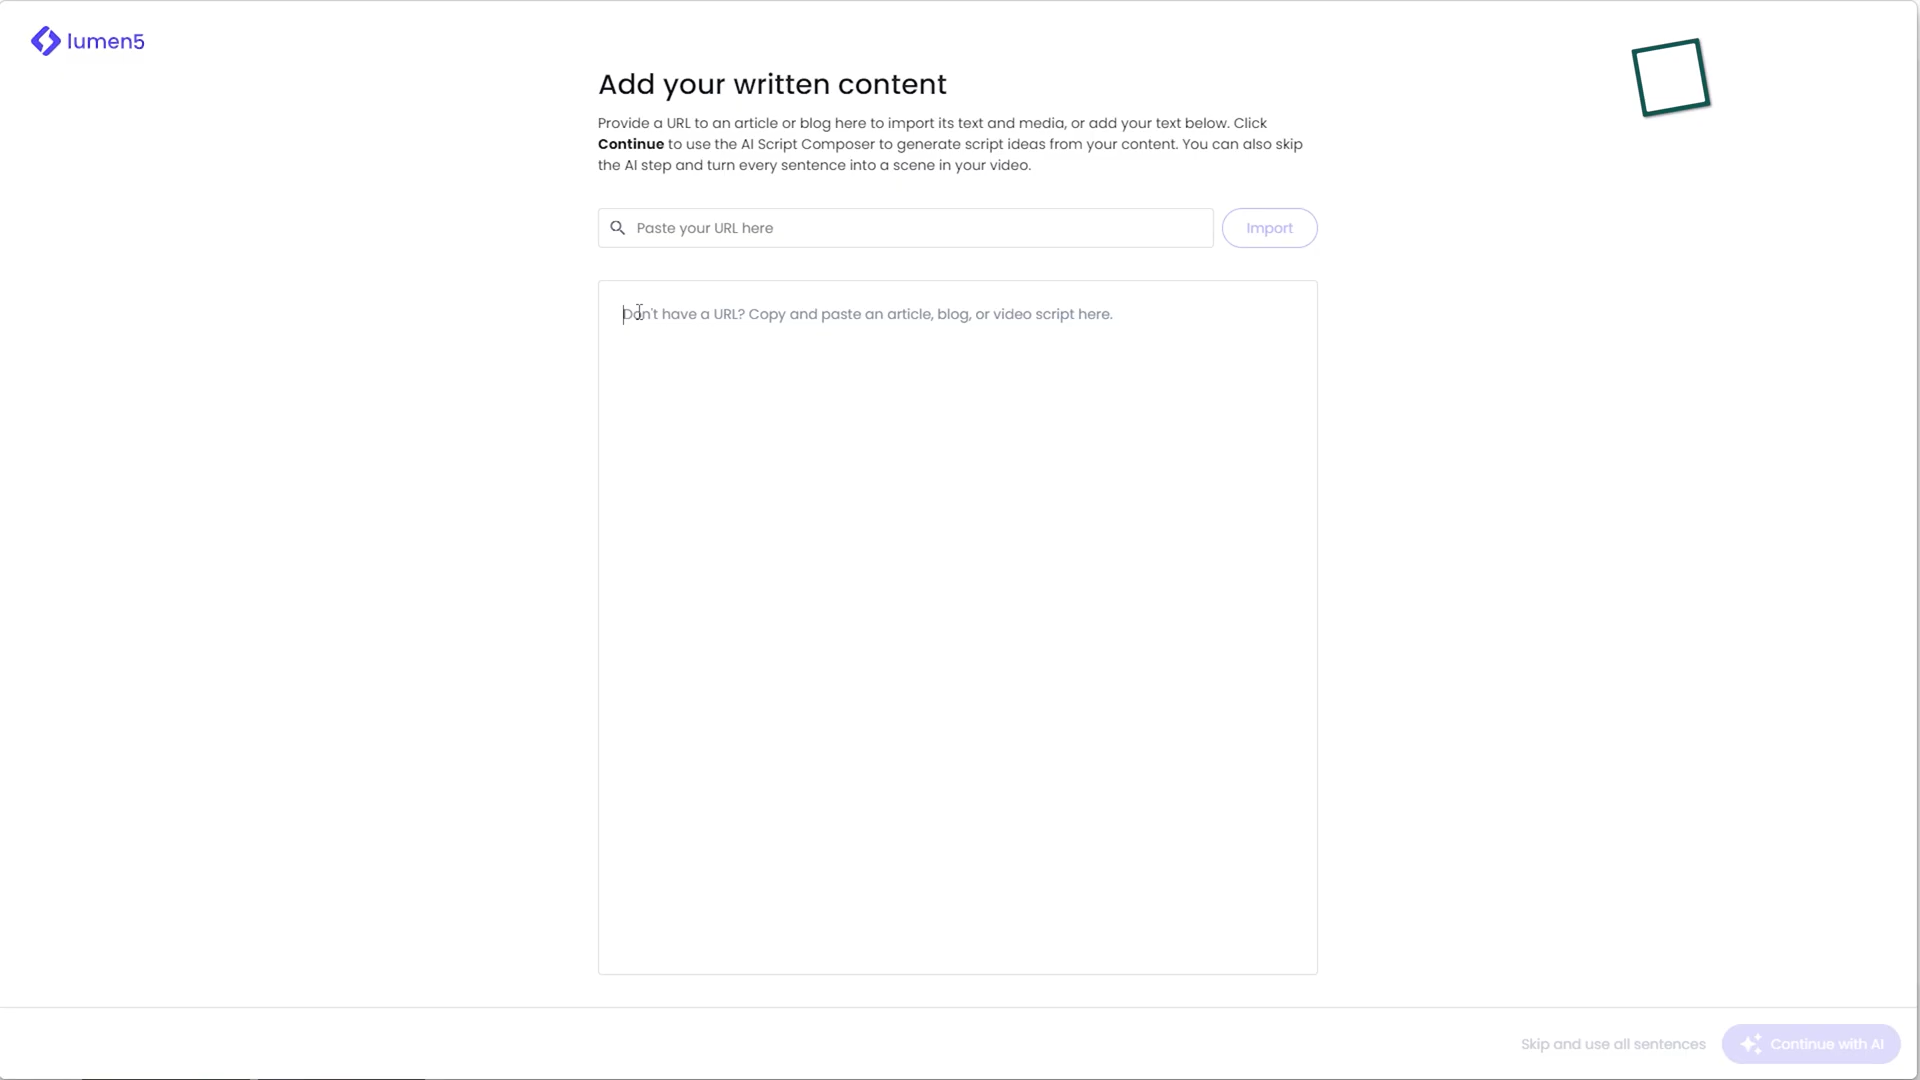 lumen5
Add your written content
Provide a URL to an article or blog here to import its text and media, or add your text below. Click
Continue to use the AI Script Composer to generate script ideas from your content. You can also skip
the AI step and turn every sentence into a scene in your video.
Paste your URL here
Import
Don't have a URL? Copy and paste an article, blog, or video script here.
Skip and use all sentences
Continue with AI